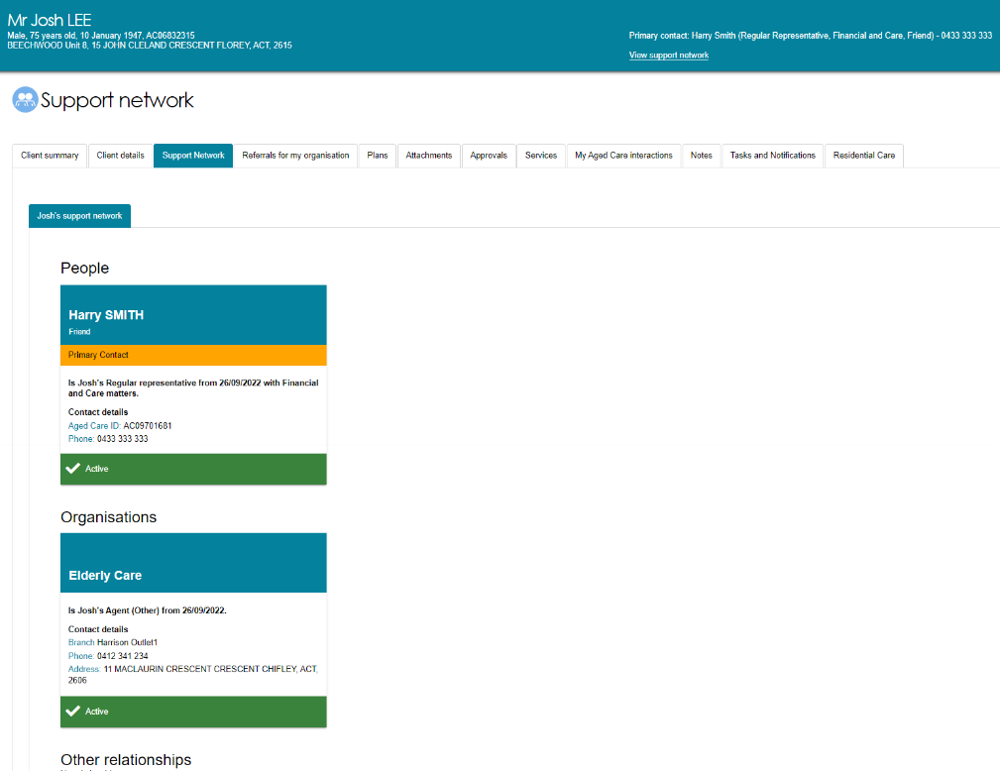 Mr Josh LEE
Male, 75 years old, 10 January 1947, AC06832315
BEECHWOOD Unit 8, 15 JOHN CLELAND CRESCENT FLOREY, ACT, 2615
Primary contact: Harry Smith (Regular Representative, Financial and Care, Friend) - 0433 333 333
View support network
Support network
Client summary
Client details
Support Network
Referrals for my organisation
Plans
Attachments
Approvals
Services
My Aged Care interactions
Notes
Tasks and Notifications
Residential Care
Josh's support network
People
Harry SMITH
Friend
Primary Contact
Is Josh's Regular representative from 26/09/2022 with Financial
and Care matters.
Contact details
Aged Care ID: AC09701681
Phone: 0433 333 333
Active
Organisations
Elderly Care
Is Josh's Agent (Other) from 26/09/2022.
Contact details
Branch Harrison Outlet1
Phone: 0412 341 234
Address: 11 MACLAURIN CRESCENT CRESCENT CHIFLEY, ACT,
2606
Active
Other relationships